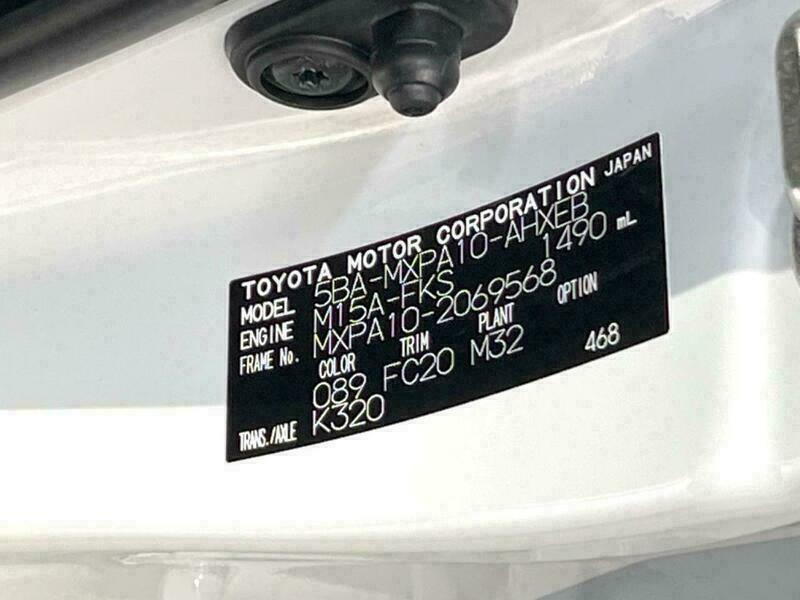 TOYOTA MOTOR CORPORATION JAPAN
MODEL 5BA-MXPA10-AHXEB
ENGINE M15A-FKS 1490 mL
FRAME No. MXPA10-2069568
COLOR TRIM PLANT OPTION
089 FC20 M32 468
TRANS./AXLE K320